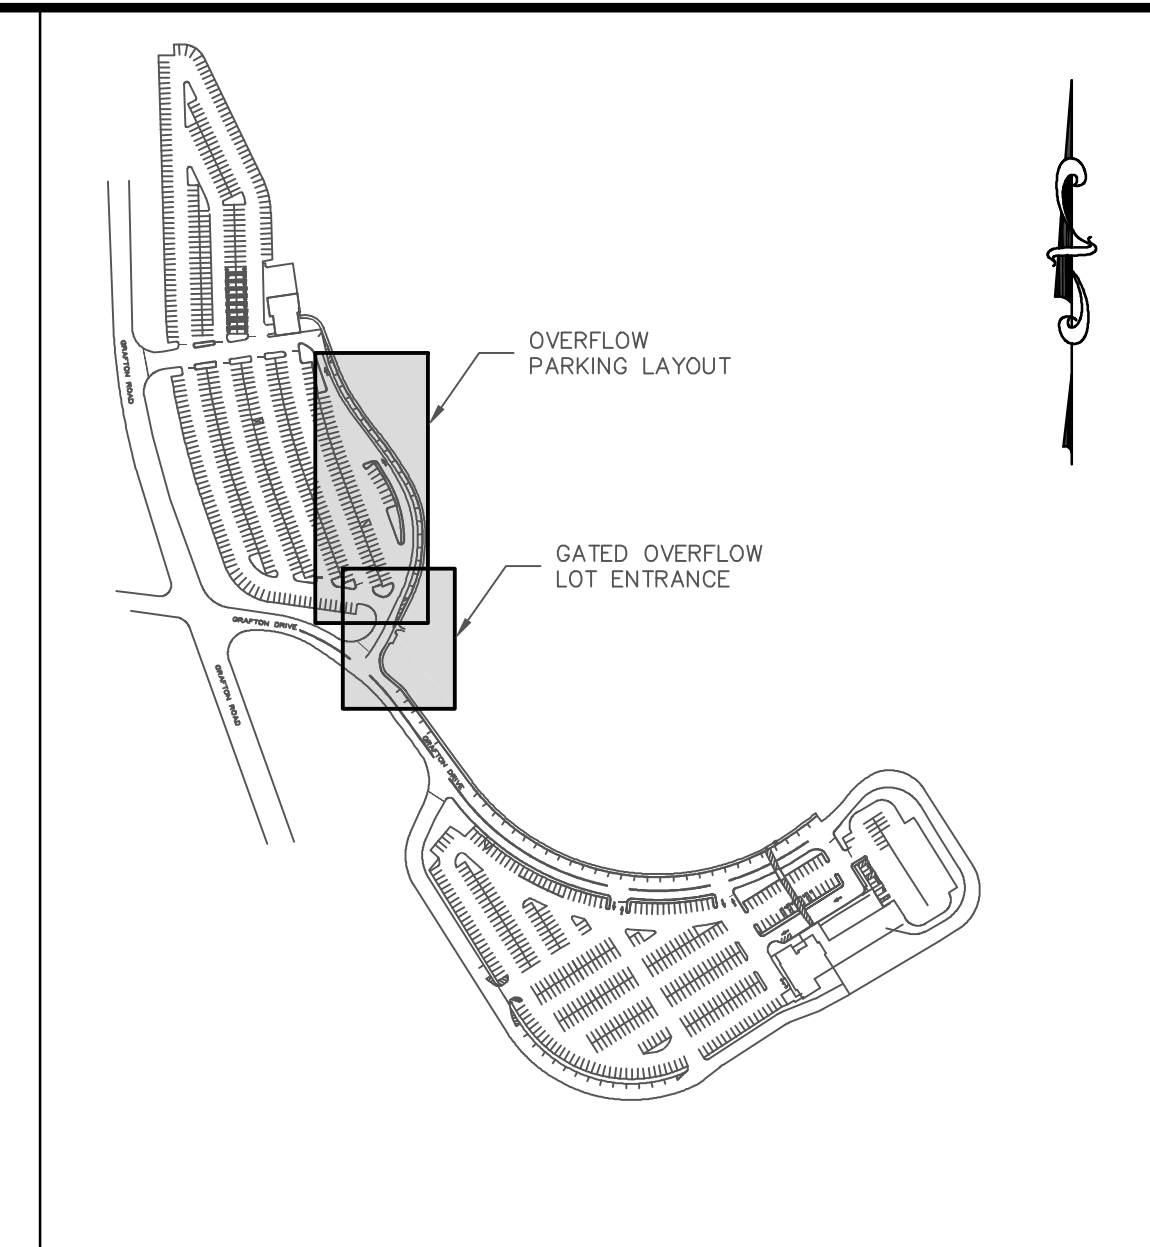 OVERFLOW
PARKING LAYOUT
GRAFTON ROAD
GATED OVERFLOW
LOT ENTRANCE
GRAFTON DRIVE
GRAFTON ROAD
GRAFTON DRIVE